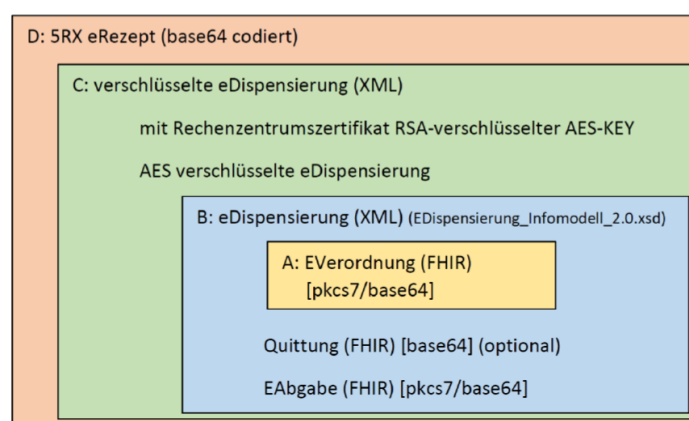 D: 5RX eRezept (base64 codiert)
C: verschlüsselte eDispensierung (XML)
mit Rechenzentrumszertifikat RSA-verschlüsselter AES-KEY
AES verschlüsselte eDispensierung
B: eDispensierung (XML) (EDispensierung_Infomodell_2.0.xsd)
A: EVerordnung (FHIR)
[pkcs7/base64]
Quittung (FHIR) [base64] (optional)
EAbgabe (FHIR) [pkcs7/base64]